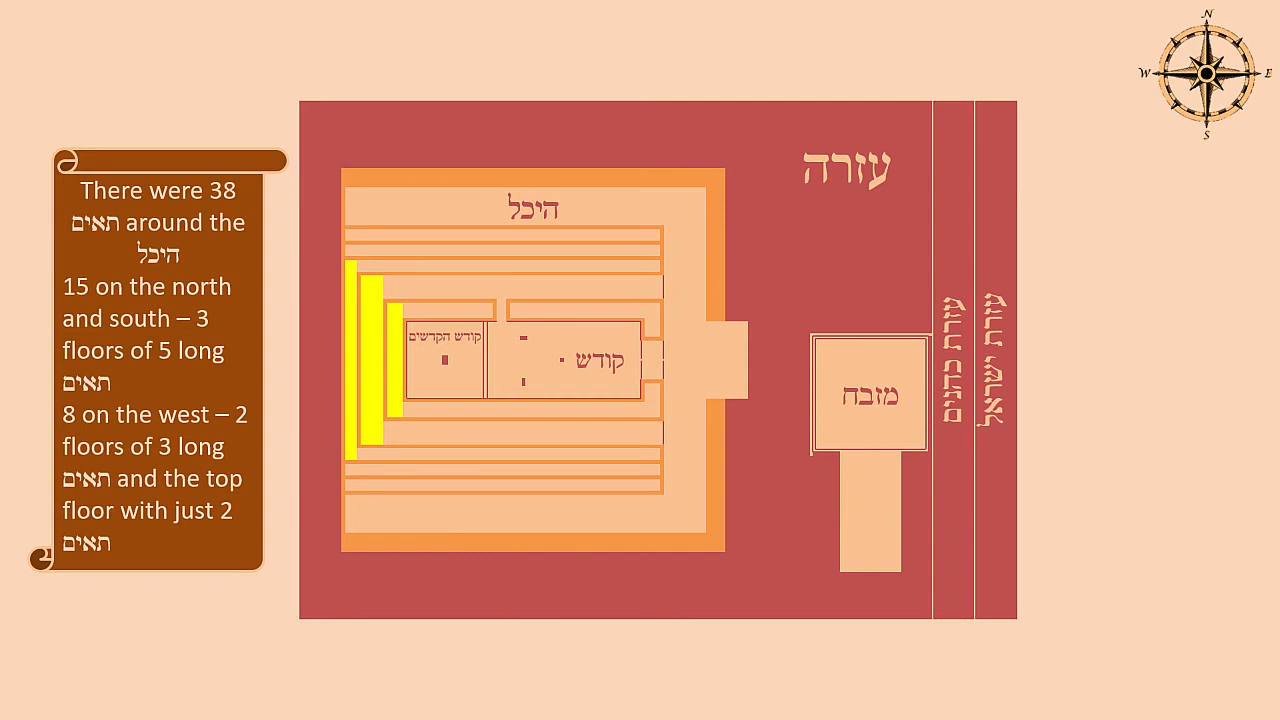 There were 38
תאים around the
היכל
15 on the north
and south – 3
floors of 5 long
תאים
8 on the west – 2
floors of 3 long
תאים and the top
floor with just 2
תאים
עזרה
היכל
קודש הקדשים
קודש
מזבח
עזרת כהנים
עזרת ישראל
N
W
E
S